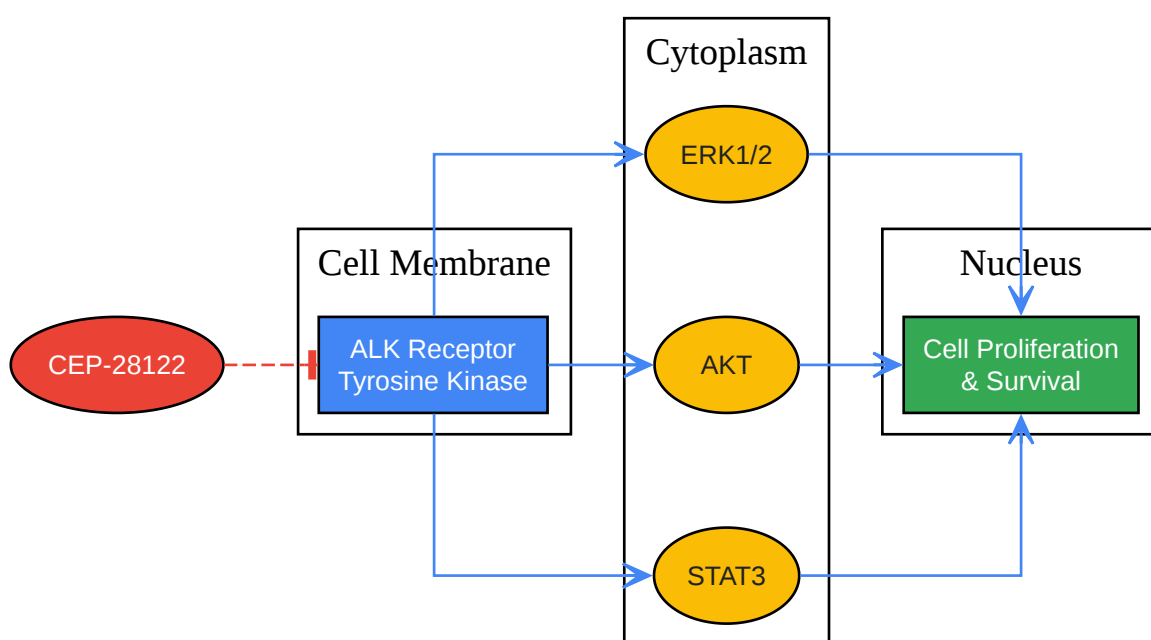 Cytoplasm
ERK1/2
Cell Membrane
Nucleus
CEP-28122
ALK Receptor
Tyrosine Kinase
AKT
Cell Proliferation
& Survival
STAT3